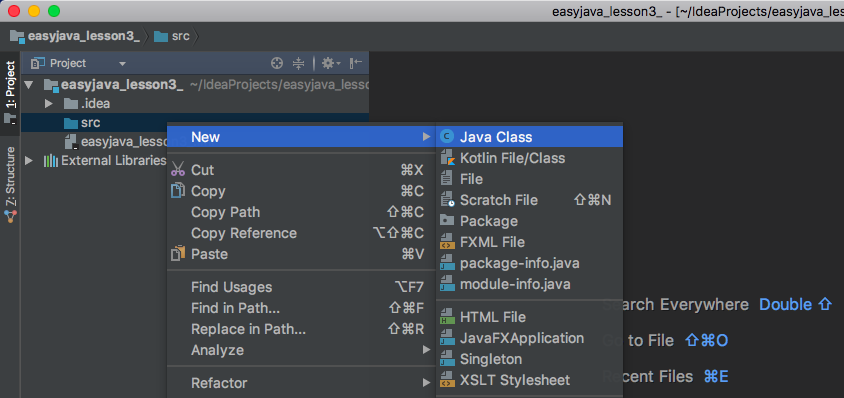 easyjava_lesson3_ - [~/IdeaProjects/easyjava_les
easyjava_lesson3_ src
1: Project
Project
easyjava_lesson3_ ~/IdeaProjects/easyjava_lesso
.idea
src
easyjava_lesso
External Libraries
Z: Structure
New
Cut ⌘X
Copy ⌘C
Copy Path ⇧⌘C
Copy Reference ⌥⇧⌘C
Paste ⌘V
Find Usages ⌥F7
Find in Path... ⇧⌘F
Replace in Path... ⇧⌘R
Analyze
Refactor
Java Class
Kotlin File/Class
File
Scratch File ⇧⌘N
Package
FXML File
package-info.java
module-info.java
HTML File
JavaFXApplication
Singleton
XSLT Stylesheet
Search Everywhere Double ⇧
Go to File ⇧⌘O
Recent Files ⌘E